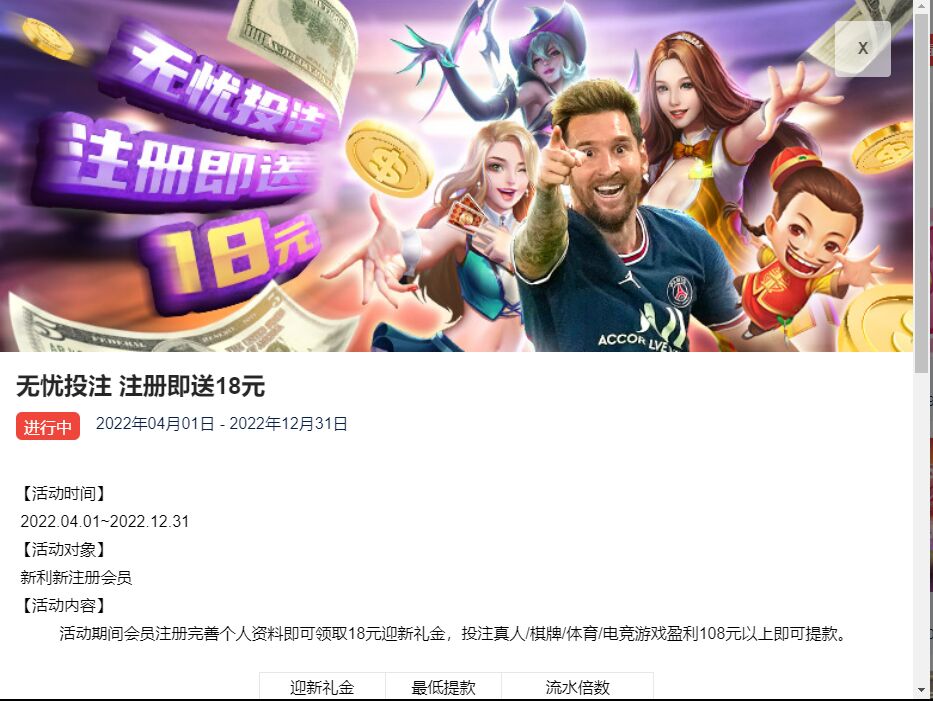 无忧投注
注册即送
18元
x
ACCOR LIVE
无忧投注 注册即送18元
进行中 2022年04月01日 - 2022年12月31日
【活动时间】
2022.04.01~2022.12.31
【活动对象】
新利新注册会员
【活动内容】
活动期间会员注册完善个人资料即可领取18元迎新礼金，投注真人/棋牌/体育/电竞游戏盈利108元以上即可提款。
迎新礼金 最低提款 流水倍数